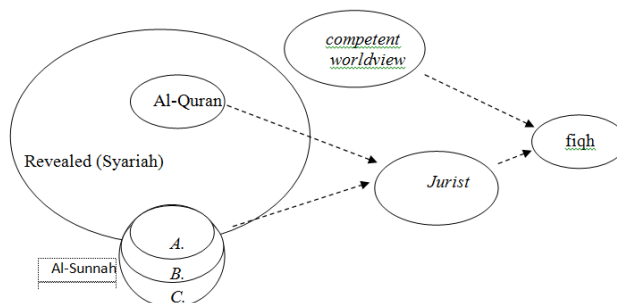 competent
worldview
Al-Quran
fiqh
Revealed (Syariah)
Jurist
A.
Al-Sunnah
B.
C.